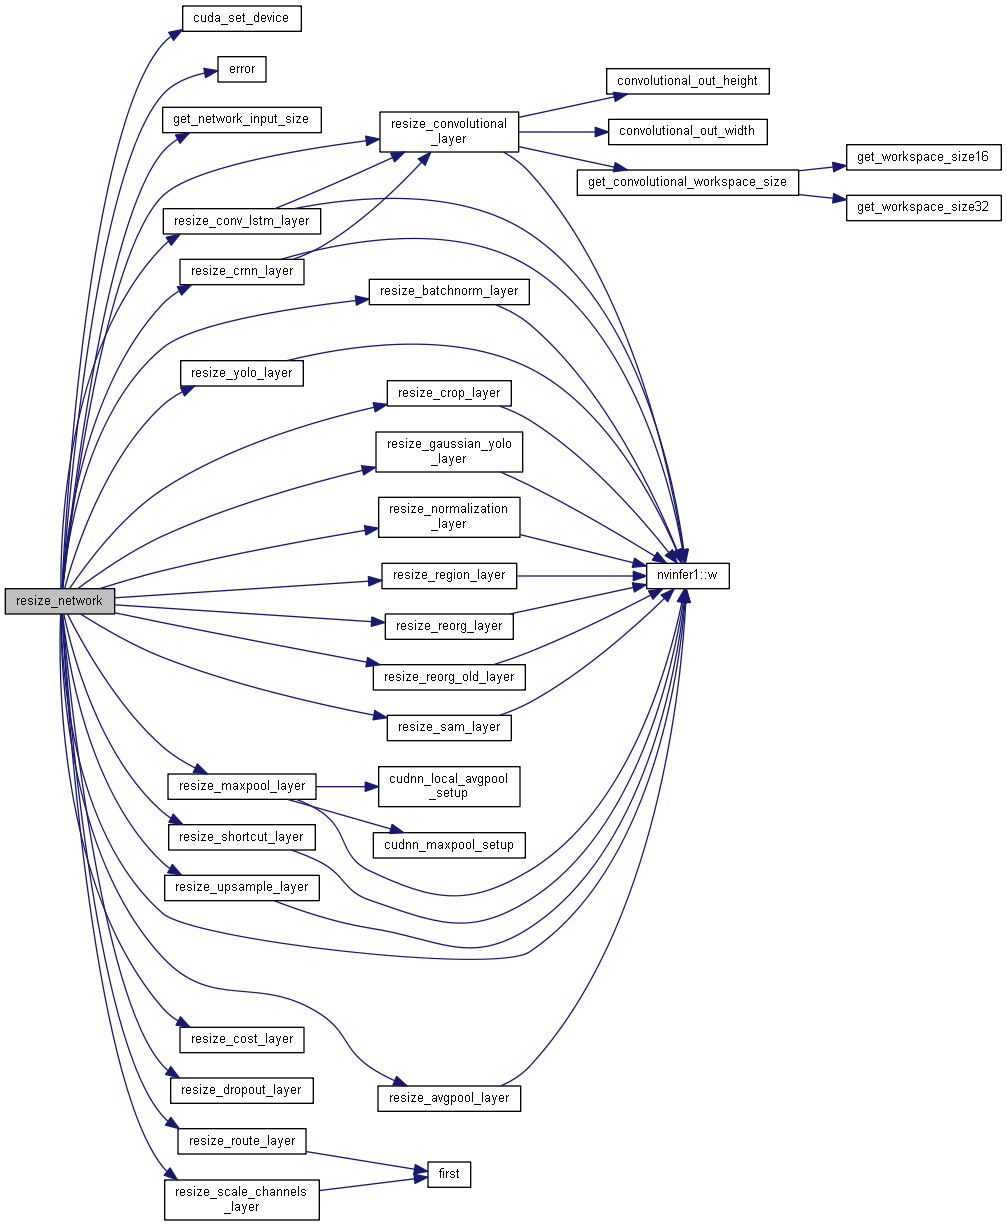 cuda_set_device
error
convolutional_out_height
get_network_input_size
resize_convolutional
_layer
convolutional_out_width
get_workspace_size16
get_convolutional_workspace_size
get_workspace_size32
resize_conv_lstm_layer
resize_crnn_layer
resize_batchnorm_layer
resize_yolo_layer
resize_crop_layer
resize_gaussian_yolo
_layer
resize_normalization
_layer
resize_region_layer
nvinfer1::w
resize_network
resize_reorg_layer
resize_reorg_old_layer
resize_sam_layer
resize_maxpool_layer
cudnn_local_avgpool
_setup
resize_shortcut_layer
cudnn_maxpool_setup
resize_upsample_layer
resize_cost_layer
resize_dropout_layer
resize_avgpool_layer
resize_route_layer
first
resize_scale_channels
_layer